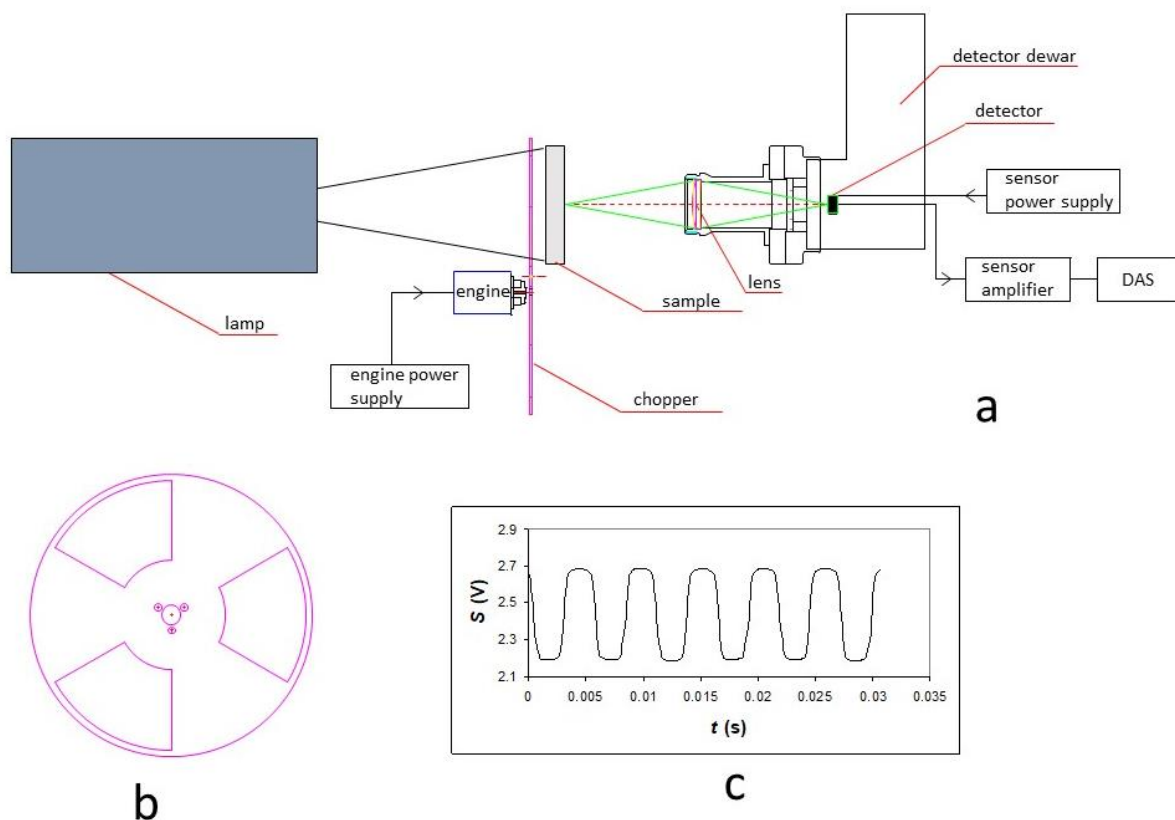 detector dewar
detector
sensor
power supply
sensor
amplifier
DAS
engine
lens
sample
lamp
engine power
supply
chopper
a
b
2.9
2.7
2.5
2.3
2.1
S (V)
0 0.005 0.01 0.015 0.02 0.025 0.03 0.035
t (s)
c